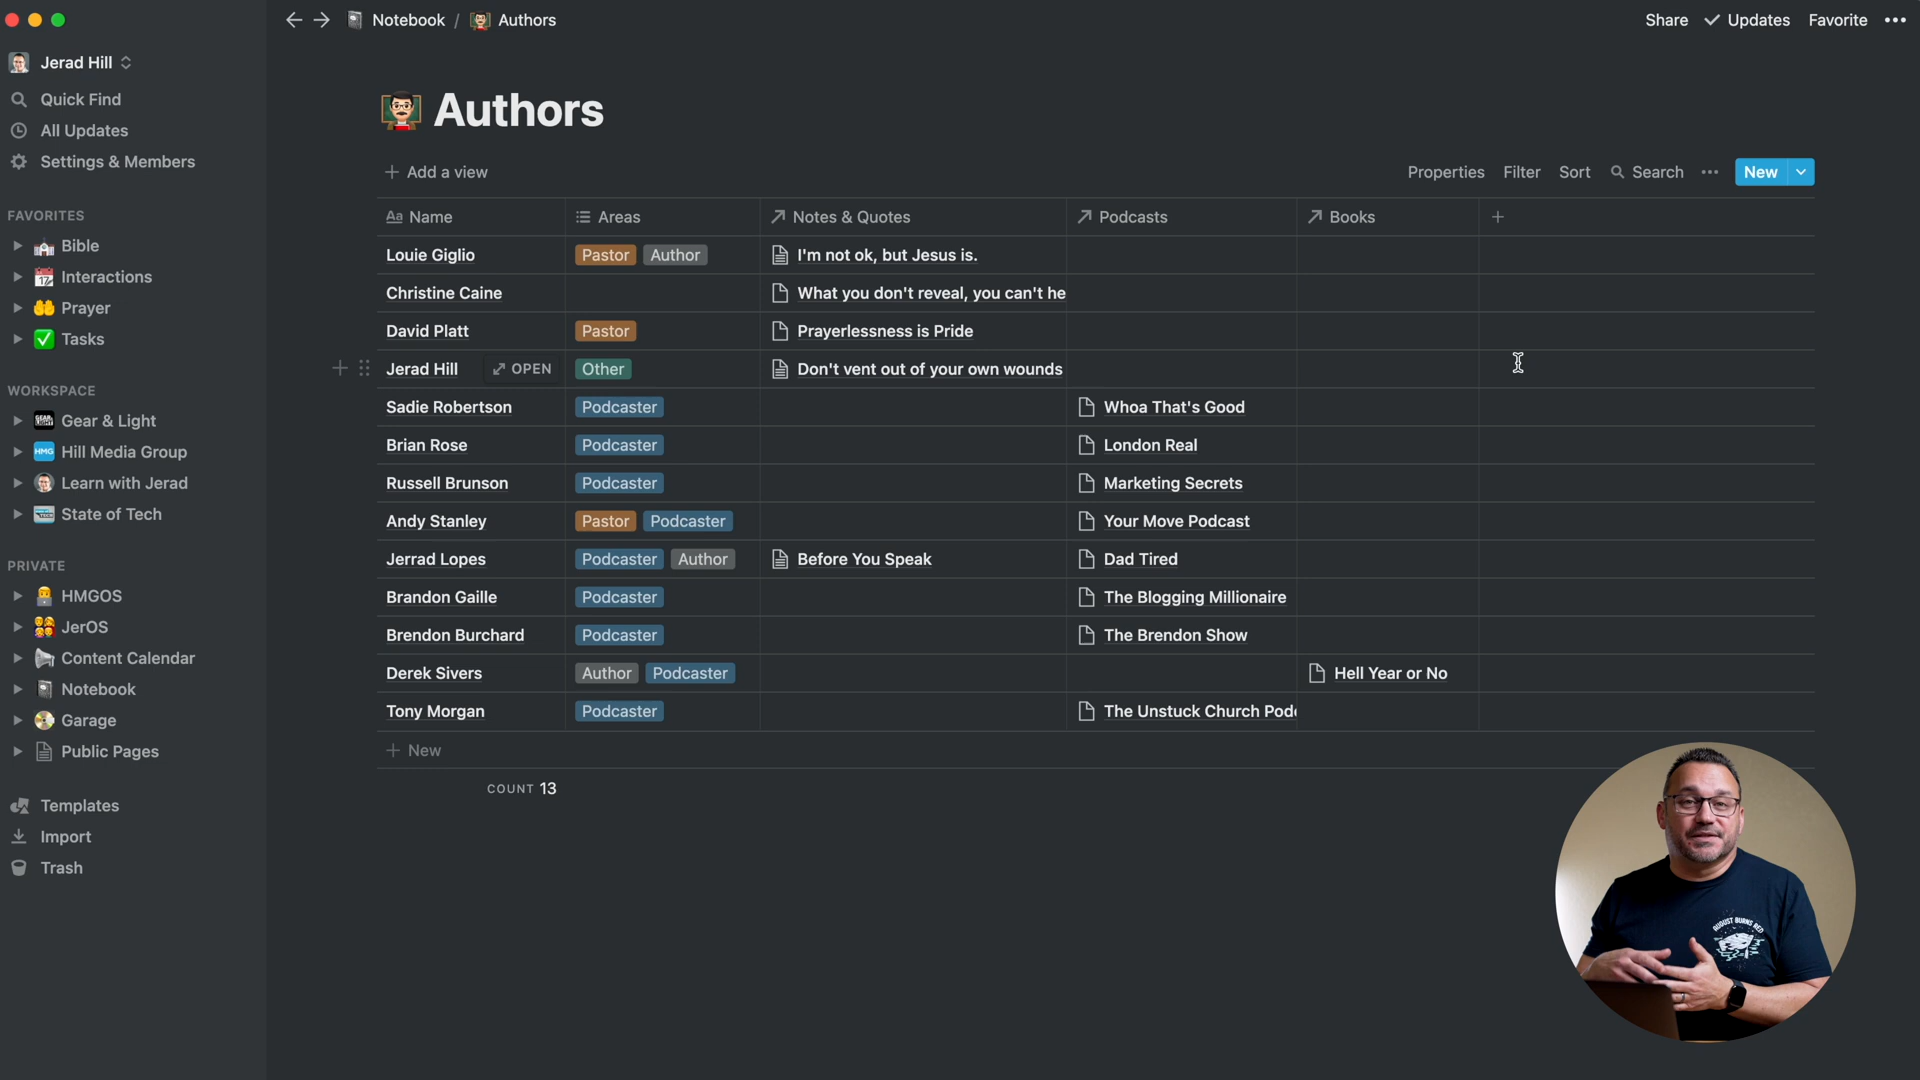 Notebook / Authors
Share Updates Favorite
Jerad Hill
Quick Find
All Updates
Settings & Members
FAVORITES
Bible
Interactions
Prayer
Tasks
WORKSPACE
Gear & Light
HMG Hill Media Group
Learn with Jerad
State of Tech
PRIVATE
HMGOS
JerOS
Content Calendar
Notebook
Garage
Public Pages
Templates
Import
Trash
Authors
Add a view
Properties Filter Sort Search New
Aa Name Areas Notes & Quotes Podcasts Books
Louie Giglio Pastor Author I'm not ok, but Jesus is.
Christine Caine What you don't reveal, you can't he
David Platt Pastor Prayerlessness is Pride
Jerad Hill OPEN Other Don't vent out of your own wounds
Sadie Robertson Podcaster Whoa That's Good
Brian Rose Podcaster London Real
Russell Brunson Podcaster Marketing Secrets
Andy Stanley Pastor Podcaster Your Move Podcast
Jerrad Lopes Podcaster Author Before You Speak Dad Tired
Brandon Gaille Podcaster The Blogging Millionaire
Brendon Burchard Podcaster The Brendon Show
Derek Sivers Author Podcaster Hell Year or No
Tony Morgan Podcaster The Unstuck Church Pod
New
COUNT 13
AUGUST BURNS RED